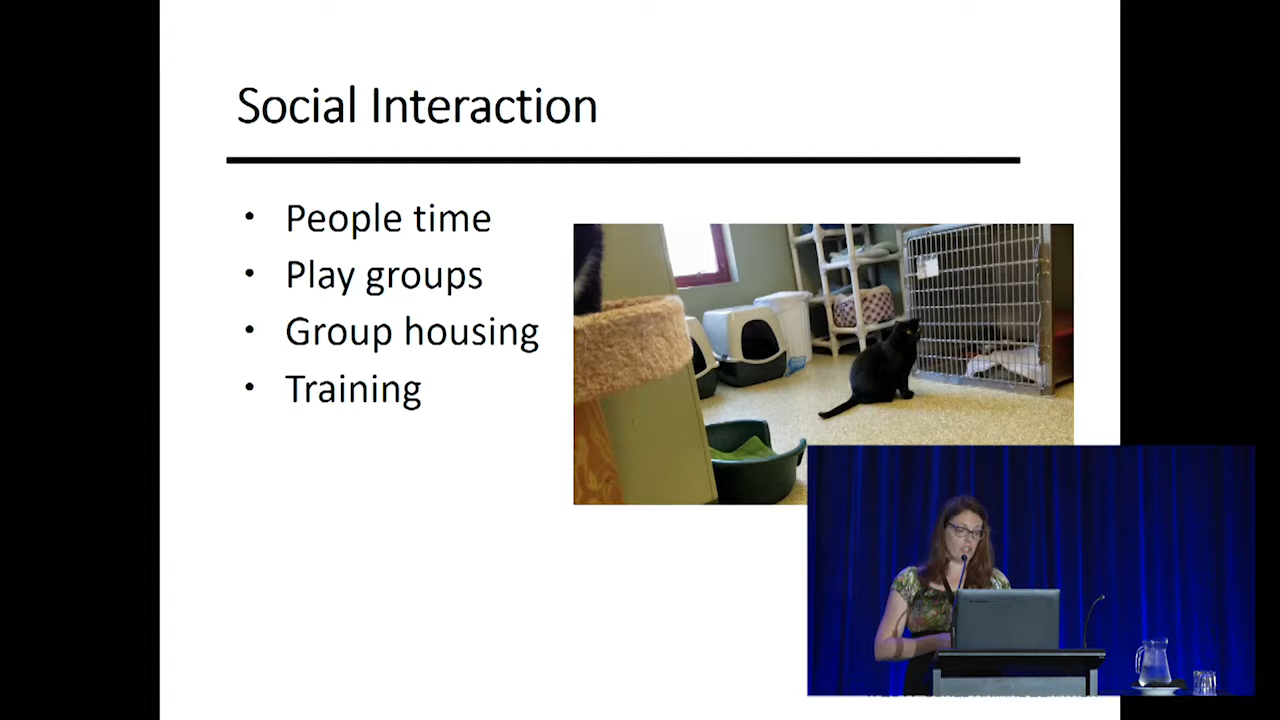 Social Interaction
• People time
• Play groups
• Group housing
• Training